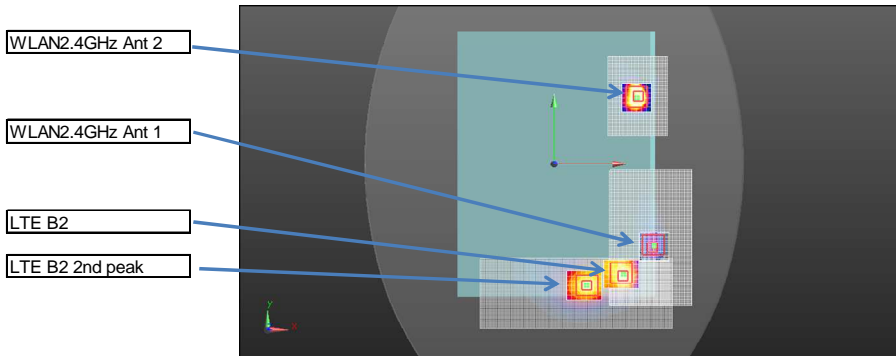 WLAN2.4GHz Ant 2
WLAN2.4GHz Ant 1
LTE B2
LTE B2 2nd peak
y
x